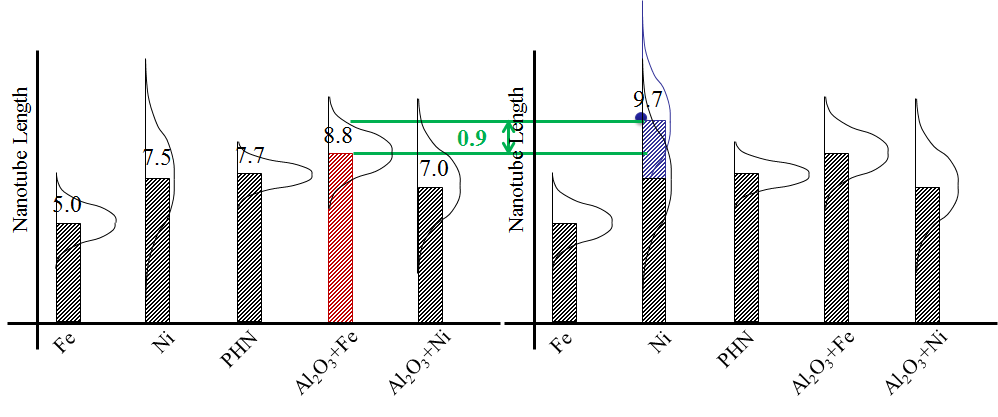 Nanotube Length
5.0
7.5
7.7
8.8
7.0
Fe
Ni
PHN
Al₂O₃+Fe
Al₂O₃+Ni
0.9
Nanotube Length
9.7
Fe
Ni
PHN
Al₂O₃+Fe
Al₂O₃+Ni